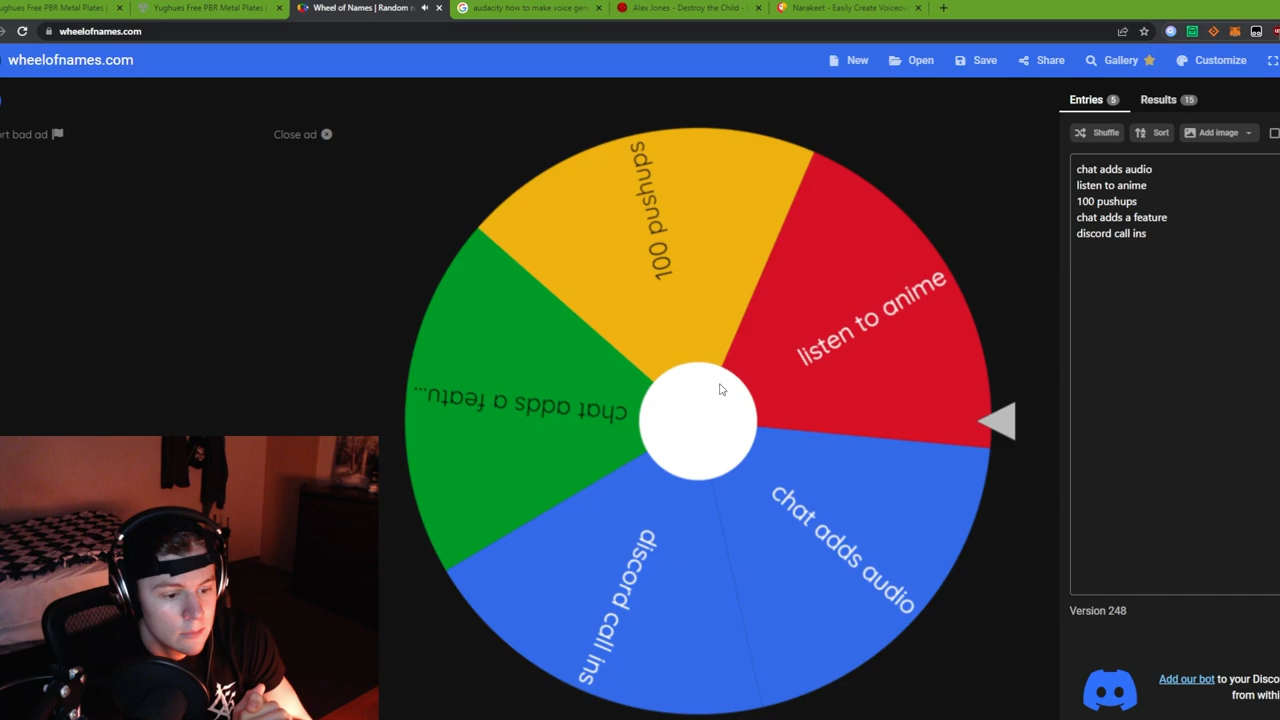 ughues Free PBR Metal Plates |
Yughues Free PBR Metal Plates |
Wheel of Names | Random n
audacity how to make voice gen
Alex Jones - Destroy the Child -
Narakeet - Easily Create Voiceov
wheelofnames.com
wheelofnames.com
New
Open
Save
Share
Gallery
Customize
ort bad ad
Close ad
Entries 5
Results 15
Shuffle
Sort
Add image
chat adds audio
listen to anime
100 pushups
chat adds a feature
discord call ins
100 pushups
listen to anime
chat adds a featu...
chat adds audio
discord call ins
Version 248
Add our bot to your Disco
from withi